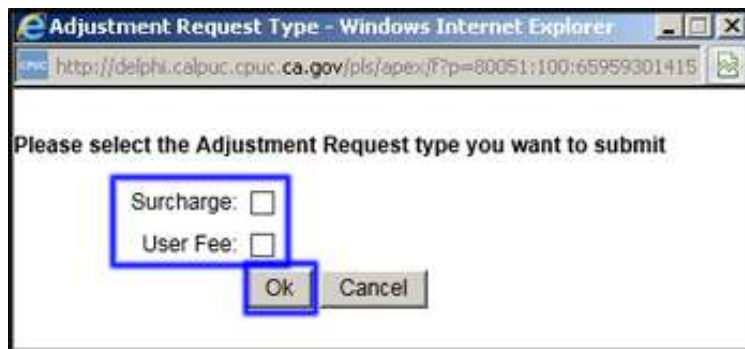 Adjustment Request Type - Windows Internet Explorer
CPUC http://delphi.calpuc.cpuc.ca.gov/pls/apex/f?p=80051:100:65959301415
Please select the Adjustment Request type you want to submit
Surcharge:
User Fee:
Ok Cancel